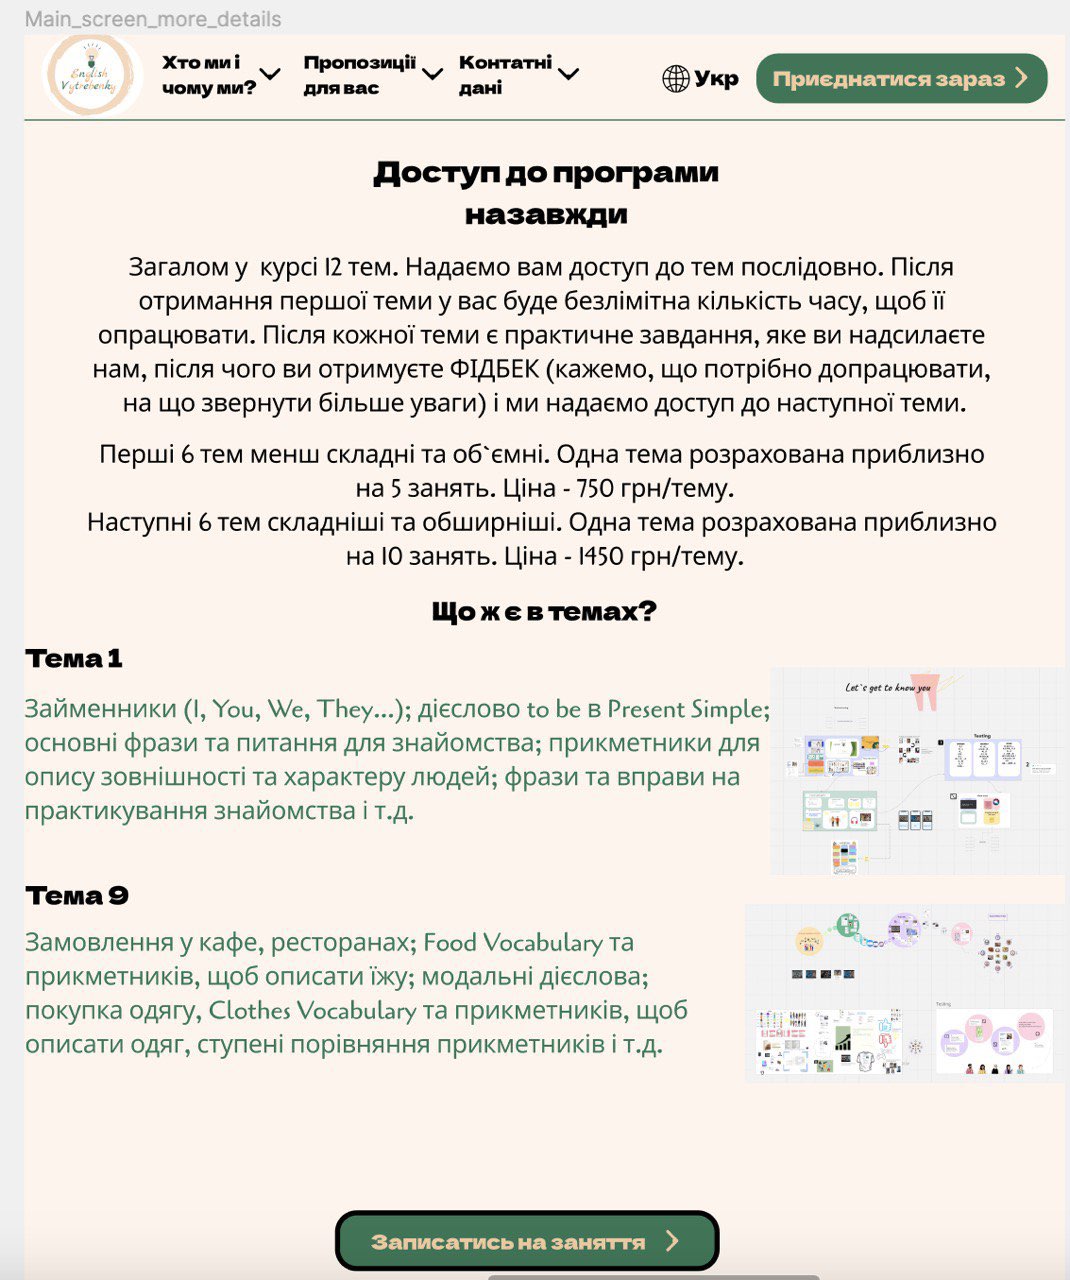 Main_screen_more_details
English
Vytrebenky
Хто ми і
чому ми?
Пропозиції
для вас
Контатні
дані
Укр
Приєднатися зараз
Доступ до програми
назавжди
Загалом у  курсі 12 тем. Надаємо вам доступ до тем послідовно. Після
отримання першої теми у вас буде безлімітна кількість часу, щоб її
опрацювати. Після кожної теми є практичне завдання, яке ви надсилаєте
нам, після чого ви отримуєте ФІДБЕК (кажемо, що потрібно допрацювати,
на що звернути більше уваги) і ми надаємо доступ до наступної теми.
Перші 6 тем менш складні та об`ємні. Одна тема розрахована приблизно
на 5 занять. Ціна - 750 грн/тему.
Наступні 6 тем складніші та обширніші. Одна тема розрахована приблизно
на 10 занять. Ціна - 1450 грн/тему.
Що ж є в темах?
Тема 1
Займенники (I, You, We, They...); дієслово to be в Present Simple;
основні фрази та питання для знайомства; прикметники для
опису зовнішності та характеру людей; фрази та вправи на
практикування знайомства і т.д.
Let`s get to know you
Testing
Тема 9
Замовлення у кафе, ресторанах; Food Vocabulary та
прикметників, щоб описати їжу; модальні дієслова;
покупка одягу, Clothes Vocabulary та прикметників, щоб
описати одяг, ступені порівняння прикметників і т.д.
Testing
Записатись на заняття